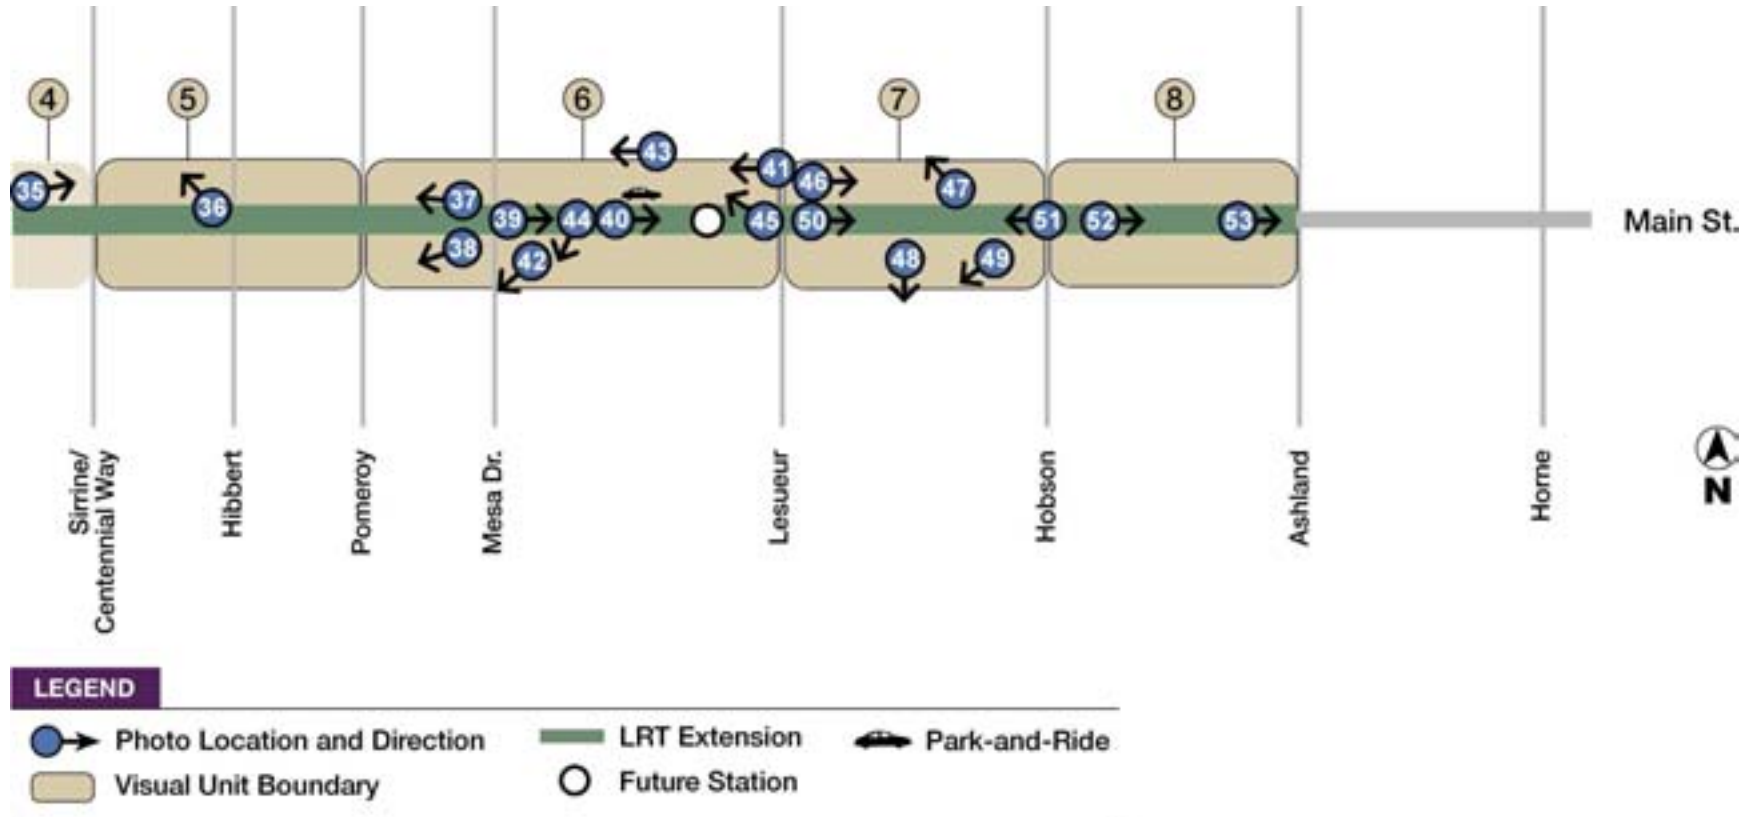 4 5 6 7 8
43
41
46
47
35
36
37
39 44 40 45 50 51 52 53 Main St.
38
42
48 49
Sirrine/
Centennial Way
Hibbert
Pomeroy
Mesa Dr.
Lesueur
Hobson
Ashland
Horne
N
LEGEND
Photo Location and Direction
LRT Extension
Park-and-Ride
Visual Unit Boundary
Future Station